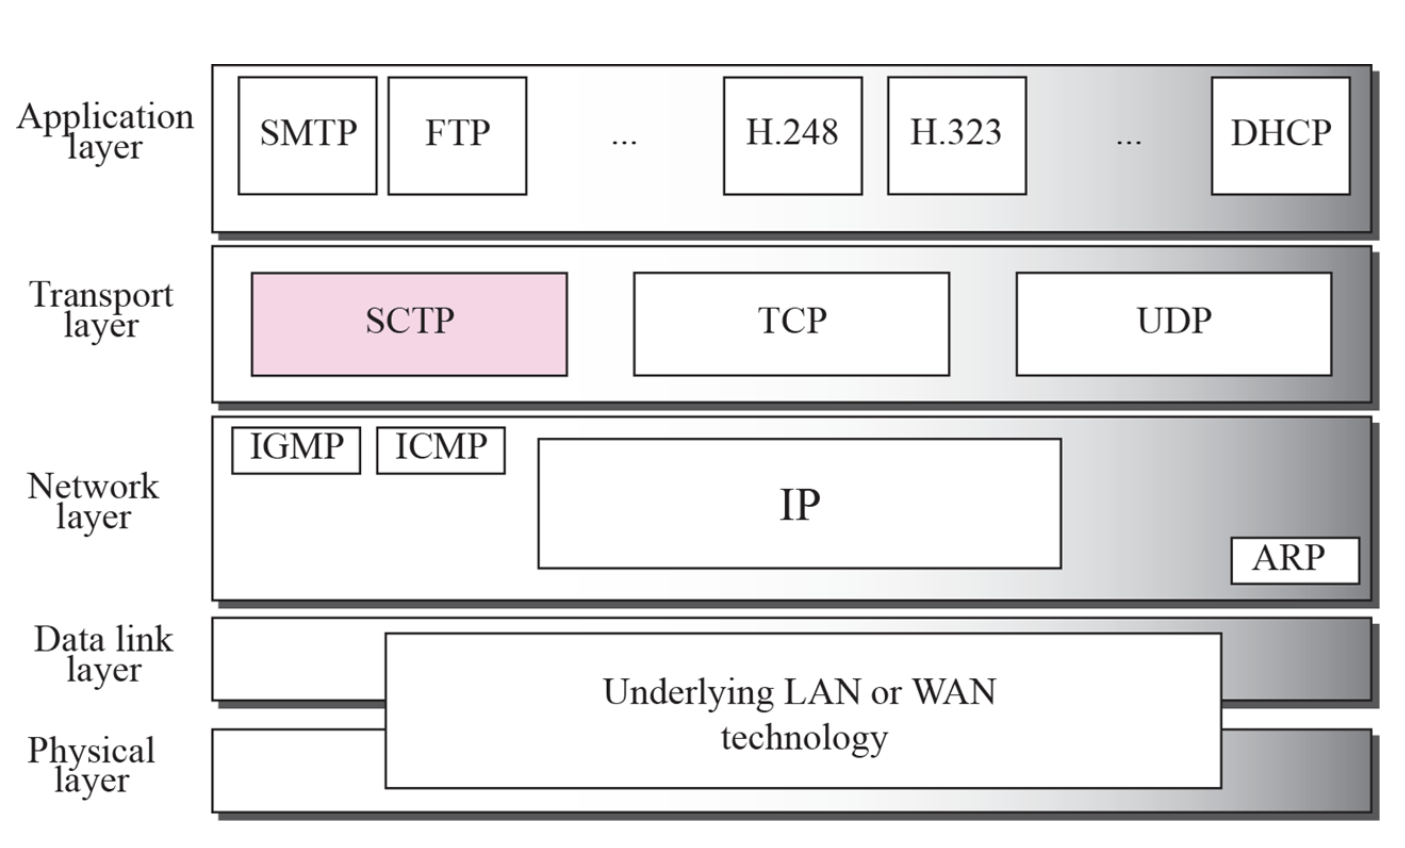 Application
layer
SMTP
FTP
...
H.248
H.323
...
DHCP
Transport
layer
SCTP
TCP
UDP
Network
layer
IGMP
ICMP
IP
ARP
Data link
layer
Underlying LAN or WAN
technology
Physical
layer